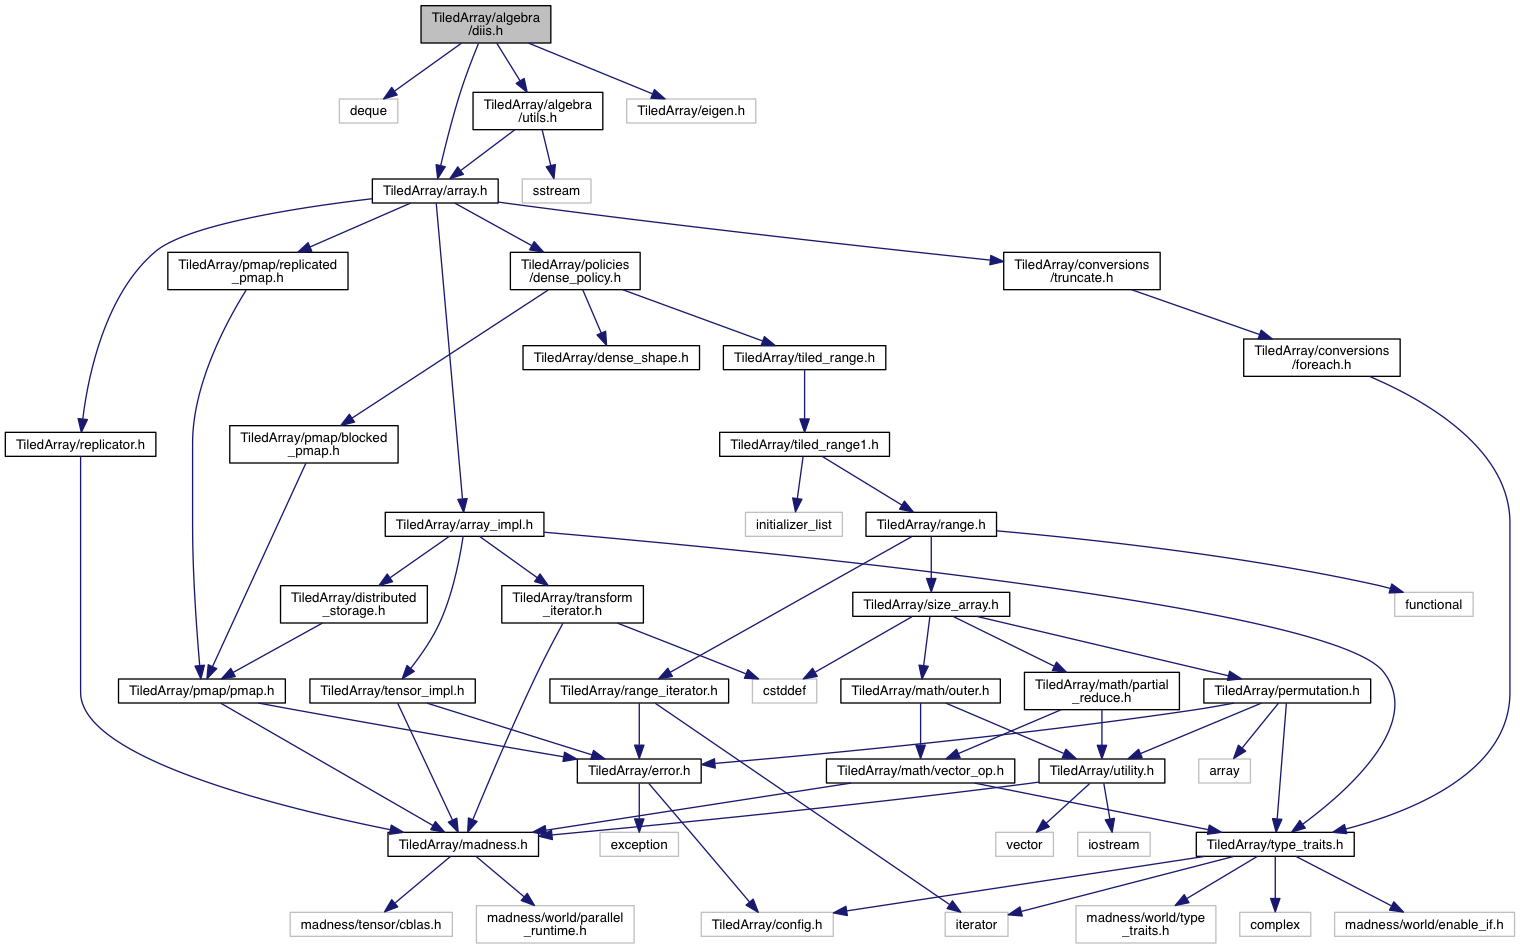 TiledArray/algebra
/diis.h
deque
TiledArray/algebra
/utils.h
TiledArray/eigen.h
TiledArray/array.h
sstream
TiledArray/pmap/replicated
_pmap.h
TiledArray/policies
/dense_policy.h
TiledArray/conversions
/truncate.h
TiledArray/dense_shape.h
TiledArray/tiled_range.h
TiledArray/conversions
/foreach.h
TiledArray/replicator.h
TiledArray/pmap/blocked
_pmap.h
TiledArray/tiled_range1.h
TiledArray/array_impl.h
initializer_list
TiledArray/range.h
TiledArray/distributed
_storage.h
TiledArray/transform
_iterator.h
TiledArray/size_array.h
functional
TiledArray/pmap/pmap.h
TiledArray/tensor_impl.h
TiledArray/range_iterator.h
cstddef
TiledArray/math/outer.h
TiledArray/math/partial
_reduce.h
TiledArray/permutation.h
TiledArray/error.h
TiledArray/math/vector_op.h
TiledArray/utility.h
array
TiledArray/madness.h
exception
vector
iostream
TiledArray/type_traits.h
madness/tensor/cblas.h
madness/world/parallel
_runtime.h
TiledArray/config.h
iterator
madness/world/type
_traits.h
complex
madness/world/enable_if.h